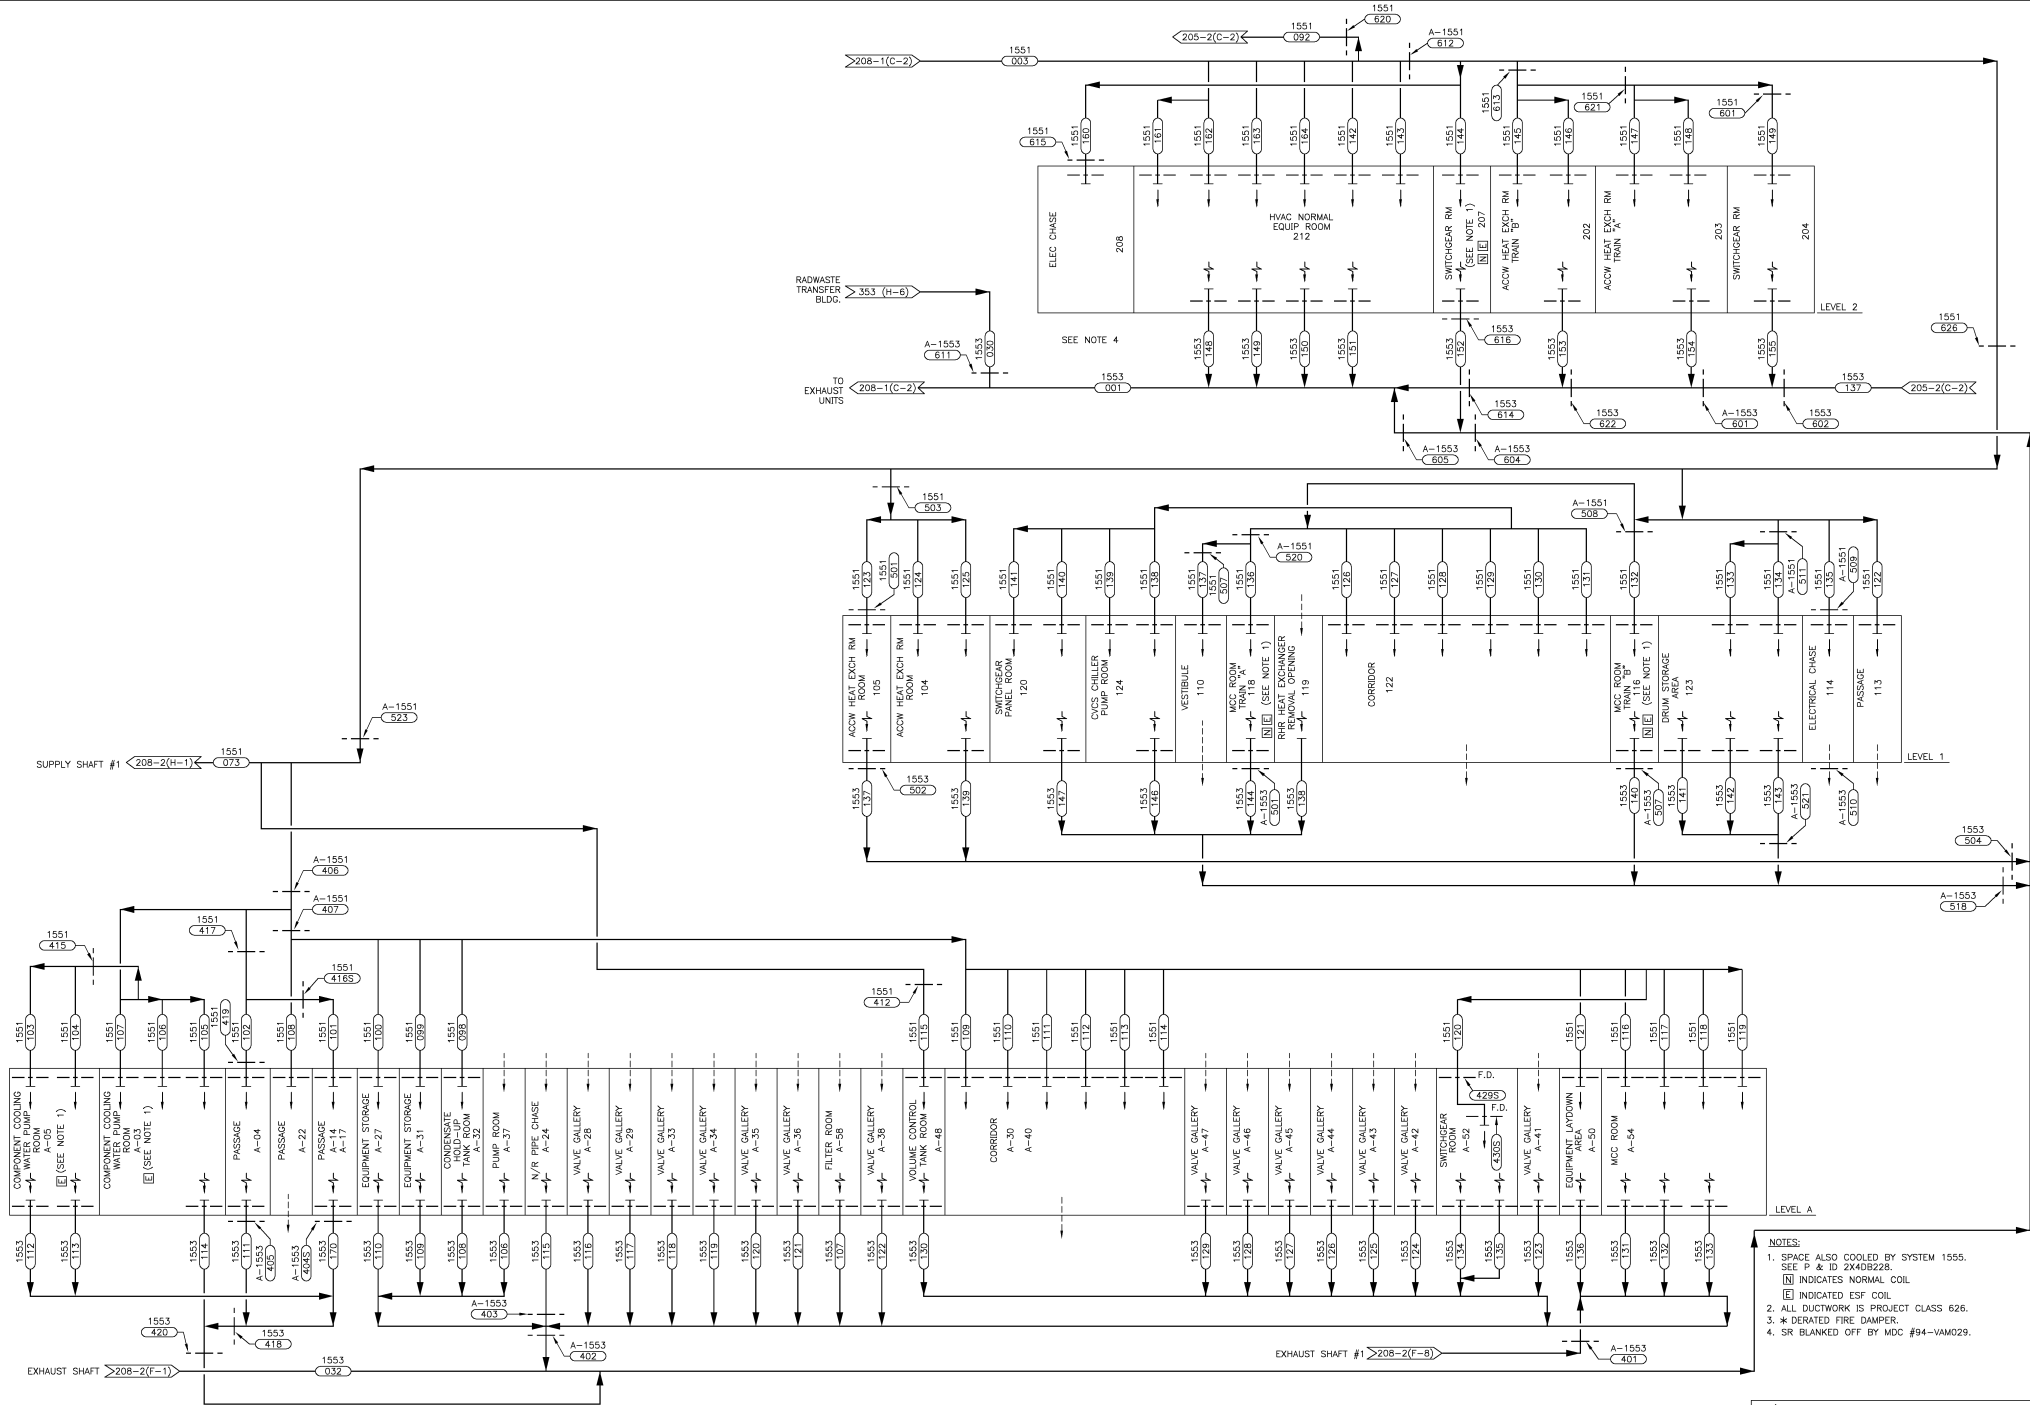 1551
620
205-2(C-2)
1551
092
A-1551
612
208-1(C-2)
1551
003
1551
613
1551
621
1551
601
1551
615
1551
160
1551
161
1551
162
1551
163
1551
164
1551
142
1551
143
1551
144
1551
145
1551
146
1551
147
1551
148
1551
149
ELEC CHASE
208
HVAC NORMAL
EQUIP ROOM
212
SWITCHGEAR RM
(SEE NOTE 1)
N E 207
ACCW HEAT EXCH RM
TRAIN "B"
202
ACCW HEAT EXCH RM
TRAIN "A"
203
SWITCHGEAR RM
204
LEVEL 2
RADWASTE
TRANSFER
BLDG.
353 (H-6)
SEE NOTE 4
A-1553
611
1553
030
1553
148
1553
149
1553
150
1553
151
1553
152
1553
616
1553
153
1553
154
1553
155
1551
626
TO
EXHAUST
UNITS
208-1(C-2)
1553
001
1553
137
205-2(C-2)
1553
614
1553
622
A-1553
601
1553
602
A-1553
605
A-1553
604
1551
503
A-1551
508
A-1551
520
1551
123
1551
501
1551
124
1551
125
1551
141
1551
140
1551
139
1551
138
1551
137
1551
507
1551
136
1551
126
1551
127
1551
128
1551
129
1551
130
1551
131
1551
132
1551
133
1551
134
A-1551
511
1551
135
A-1551
509
1551
122
ACCW HEAT EXCH RM
ROOM
105
ACCW HEAT EXCH RM
ROOM
104
SWITCHGEAR
PANEL ROOM
120
CVCS CHILLER
PUMP ROOM
124
VESTIBULE
110
MCC ROOM
TRAIN "A"
118
N E (SEE NOTE 1)
RHR HEAT EXCHANGER
REMOVAL OPENING
119
CORRIDOR
122
MCC ROOM
TRAIN "B"
116
N E (SEE NOTE 1)
DRUM STORAGE
AREA
123
ELECTRICAL CHASE
114
PASSAGE
113
LEVEL 1
A-1551
523
SUPPLY SHAFT #1
208-2(H-1)
1551
073
1553
137
1553
502
1553
139
1553
147
1553
146
1553
144
A-1553
501
1553
138
1553
140
A-1553
507
1553
141
1553
142
1553
143
A-1553
521
A-1553
510
1553
504
A-1553
518
A-1551
406
A-1551
407
1551
417
1551
415
1551
416S
1551
419
1551
412
1551
103
1551
104
1551
107
1551
106
1551
105
1551
102
1551
108
1551
101
1551
100
1551
099
1551
098
1551
115
1551
109
1551
110
1551
111
1551
112
1551
113
1551
114
1551
120
1551
121
1551
116
1551
117
1551
118
1551
119
COMPONENT COOLING
WATER PUMP
ROOM
A-05
E (SEE NOTE 1)
COMPONENT COOLING
WATER PUMP
ROOM
A-03
E (SEE NOTE 1)
PASSAGE
A-04
PASSAGE
A-22
PASSAGE
A-14
A-17
EQUIPMENT STORAGE
A-27
EQUIPMENT STORAGE
A-31
CONDENSATE
HOLD-UP
TANK ROOM
A-32
PUMP ROOM
A-37
N/R PIPE CHASE
A-24
VALVE GALLERY
A-28
VALVE GALLERY
A-29
VALVE GALLERY
A-33
VALVE GALLERY
A-34
VALVE GALLERY
A-35
VALVE GALLERY
A-36
FILTER ROOM
A-58
VALVE GALLERY
A-38
VOLUME CONTROL
TANK ROOM
A-48
CORRIDOR
A-30
A-40
VALVE GALLERY
A-47
VALVE GALLERY
A-46
VALVE GALLERY
A-45
VALVE GALLERY
A-44
VALVE GALLERY
A-43
VALVE GALLERY
A-42
SWITCHGEAR
ROOM
A-52
F.D.
429S
F.D.
430S
VALVE GALLERY
A-41
EQUIPMENT LAYDOWN
AREA
A-50
MCC ROOM
A-54
LEVEL A
1553
112
1553
113
1553
114
1553
111
A-1553
405
A-1553
404S
1553
170
1553
110
1553
109
1553
108
1553
106
1553
115
1553
116
1553
117
1553
118
1553
119
1553
120
1553
121
1553
107
1553
122
1553
130
1553
129
1553
128
1553
127
1553
126
1553
125
1553
124
1553
134
1553
135
1553
123
1553
136
1553
131
1553
132
1553
133
1553
420
1553
418
A-1553
403
A-1553
402
A-1553
401
EXHAUST SHAFT
208-2(F-1)
1553
032
EXHAUST SHAFT #1
208-2(F-8)
NOTES:
1. SPACE ALSO COOLED BY SYSTEM 1555.
SEE P & ID 2X4DB228.
N INDICATES NORMAL COIL
E INDICATED ESF COIL
2. ALL DUCTWORK IS PROJECT CLASS 626.
3. * DERATED FIRE DAMPER.
4. SR BLANKED OFF BY MDC #94-VAM029.